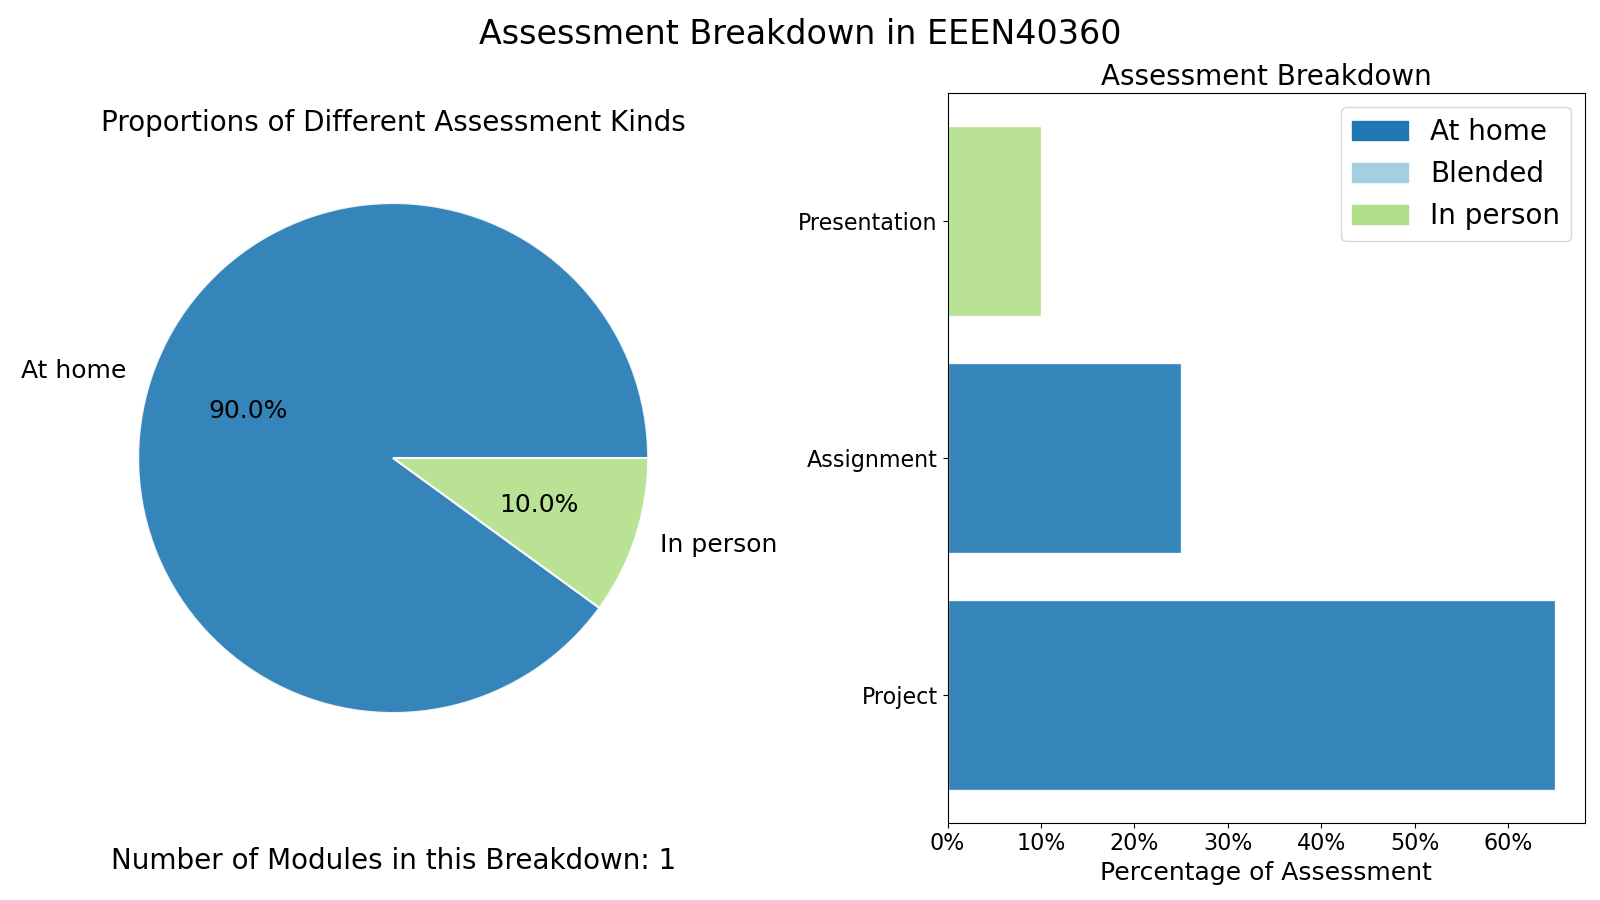 Assessment Breakdown in EEEN40360
Proportions of Different Assessment Kinds
At home
90.0%
10.0%
In person
Number of Modules in this Breakdown: 1
Assessment Breakdown
At home
Blended
In person
Presentation
Assignment
Project
0% 10% 20% 30% 40% 50% 60%
Percentage of Assessment